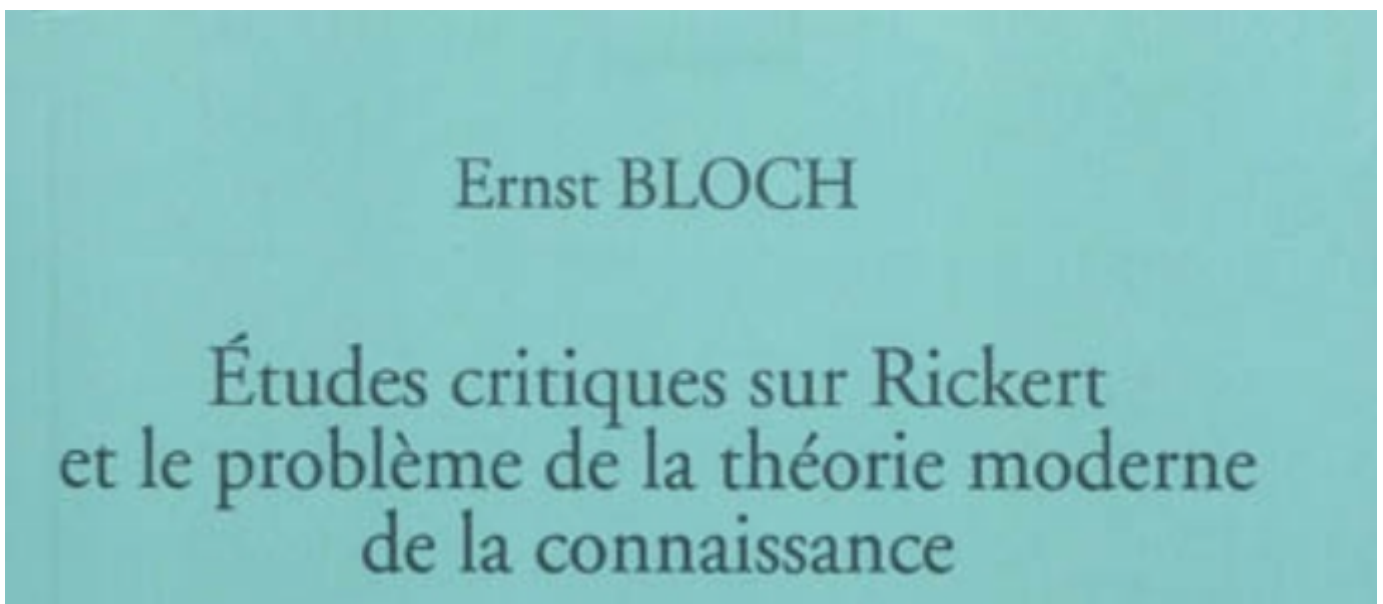 Ernst BLOCH
Études critiques sur Rickert
et le problème de la théorie moderne
de la connaissance